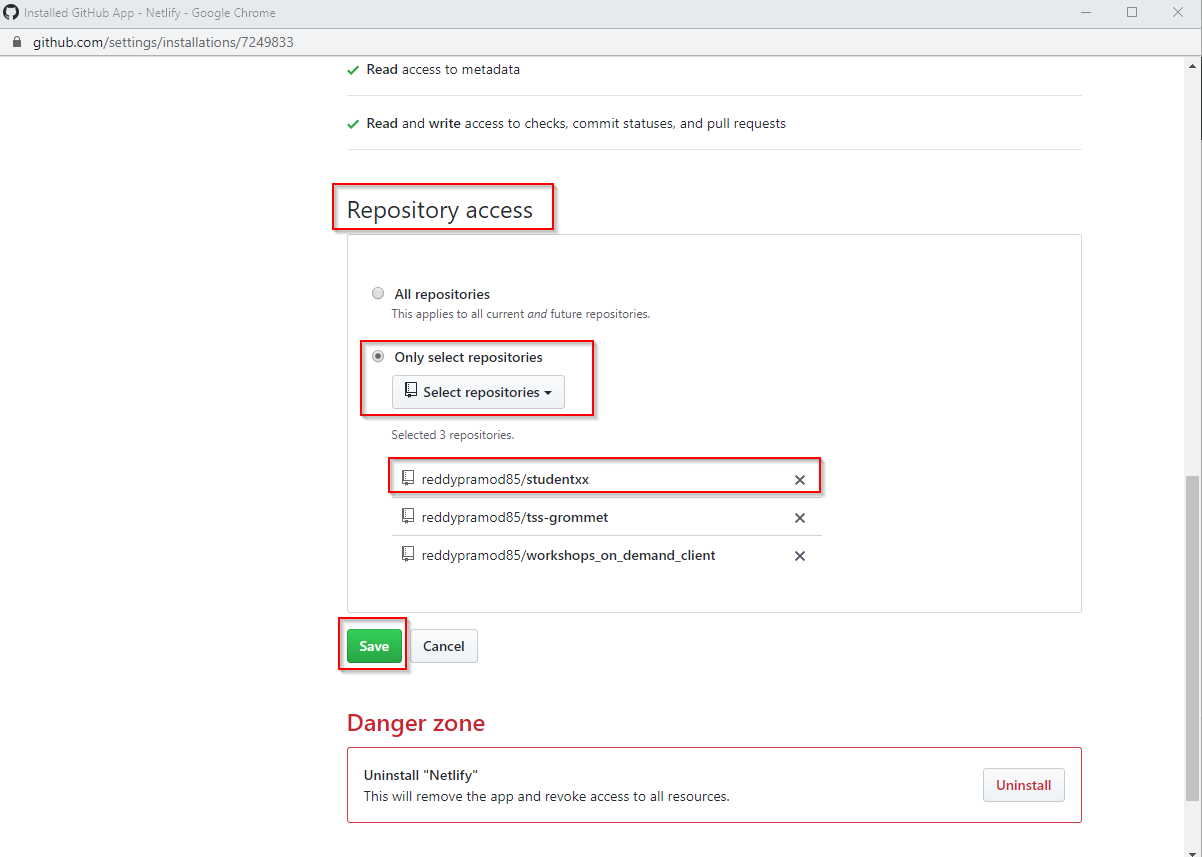 Installed GitHub App - Netlify - Google Chrome
github.com/settings/installations/7249833
Read access to metadata
Read and write access to checks, commit statuses, and pull requests
Repository access
All repositories
This applies to all current and future repositories.
Only select repositories
Select repositories
Selected 3 repositories.
reddypramod85/studentxx
reddypramod85/tss-grommet
reddypramod85/workshops_on_demand_client
Save Cancel
Danger zone
Uninstall "Netlify"
This will remove the app and revoke access to all resources.
Uninstall